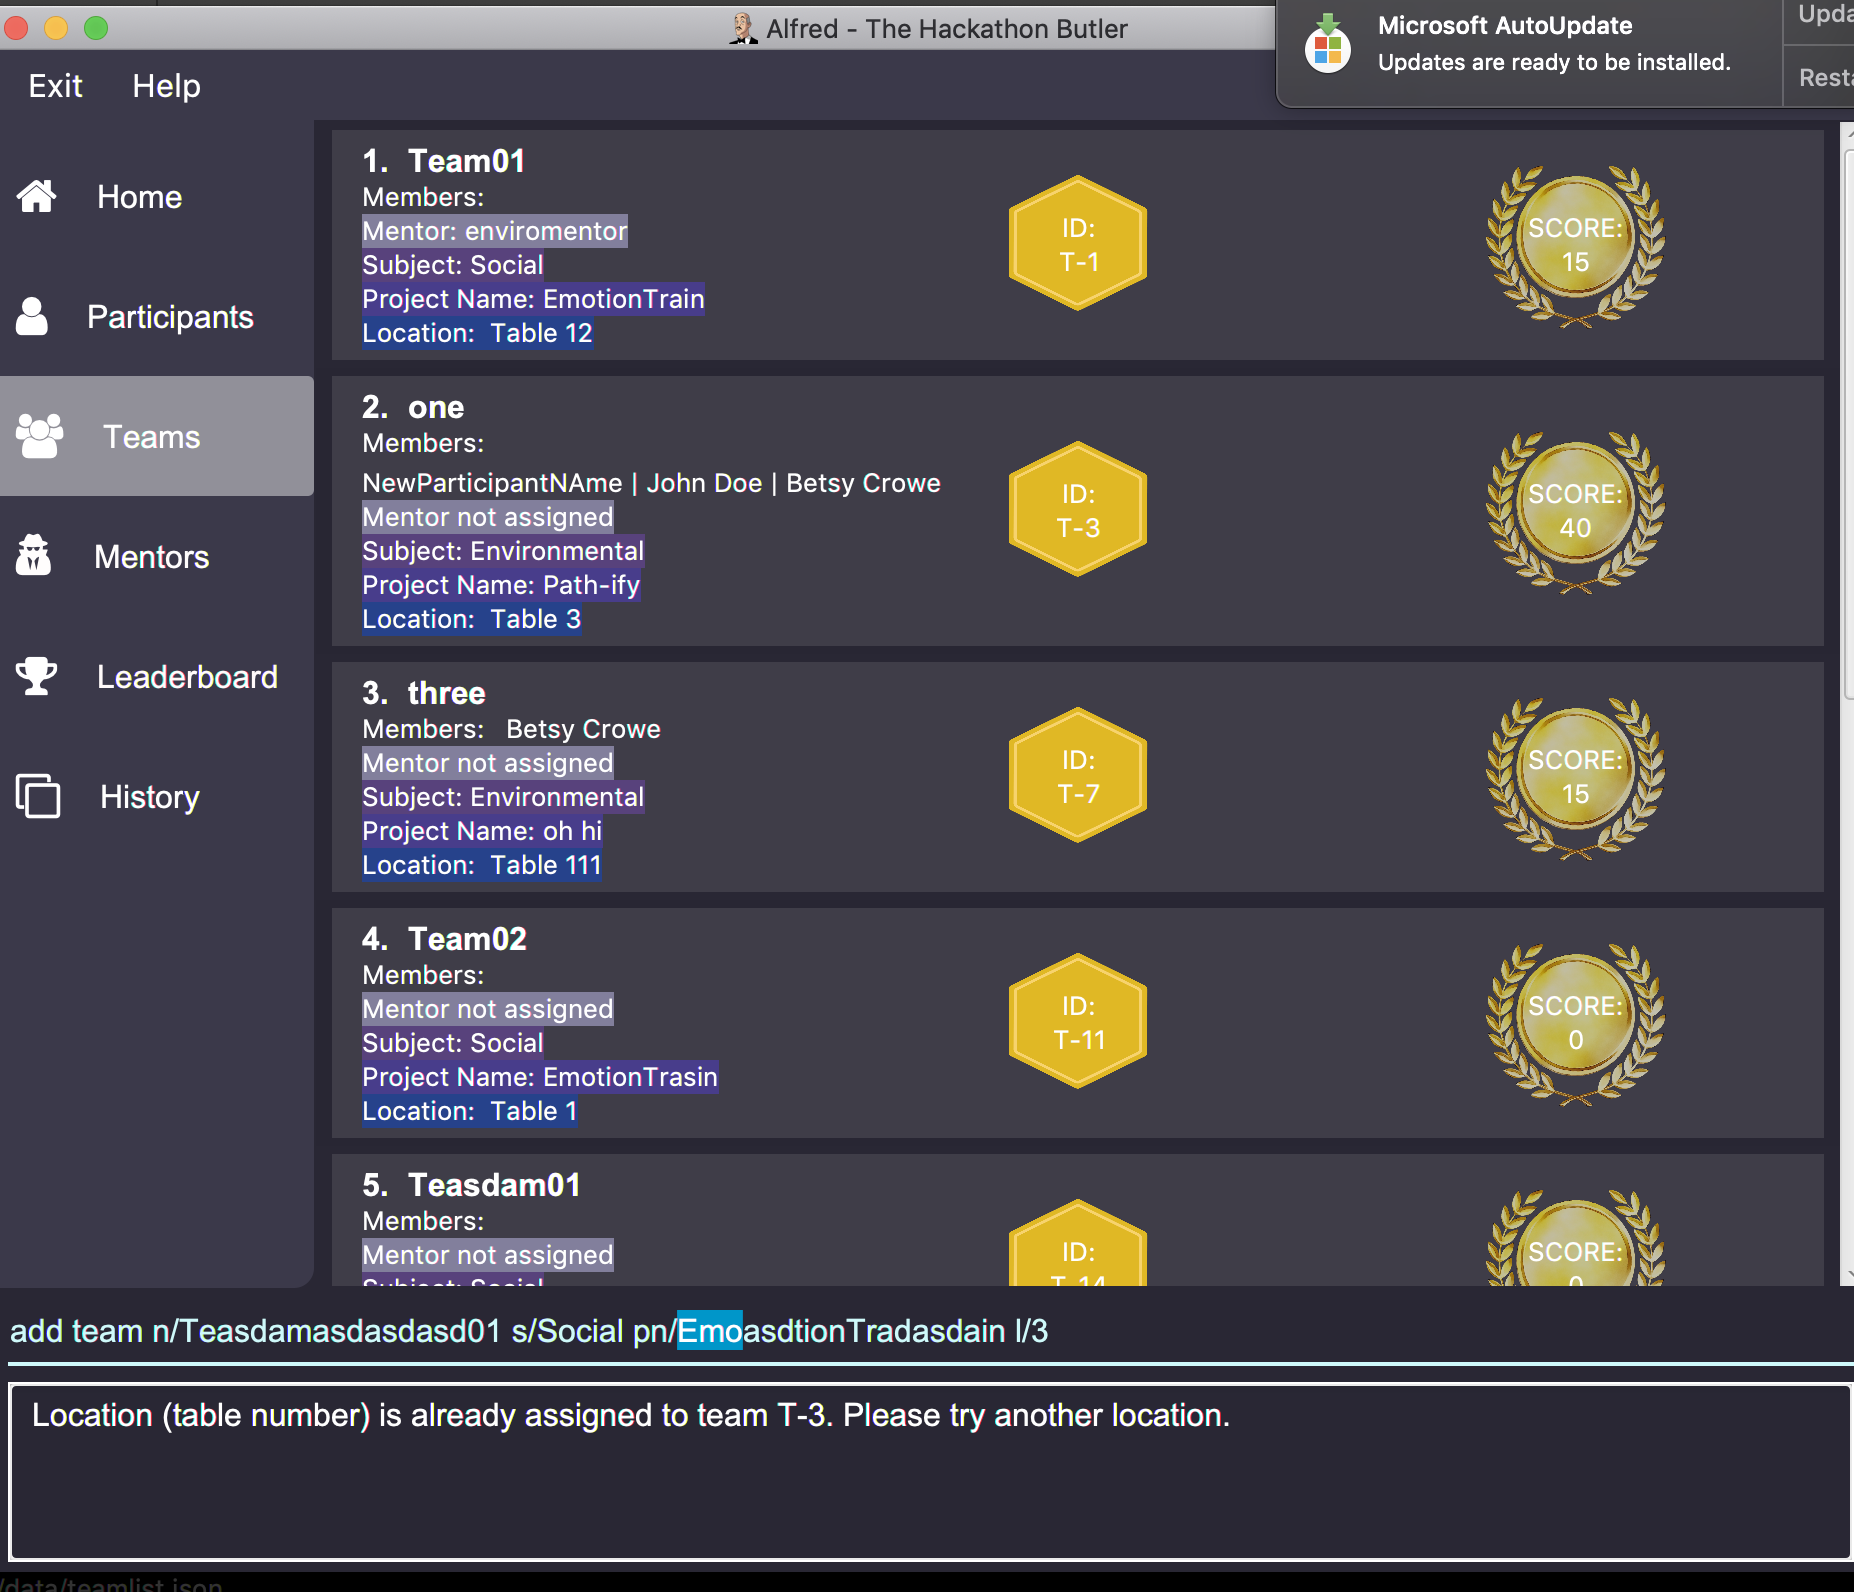 Alfred - The Hackathon Butler
Microsoft AutoUpdate
Updates are ready to be installed.
Exit Help
Home
Participants
Teams
Mentors
Leaderboard
History
1. Team01
Members:
Mentor: enviromentor
Subject: Social
Project Name: EmotionTrain
Location: Table 12
ID:
T-1
SCORE:
15
2. one
Members:
NewParticipantNAme | John Doe | Betsy Crowe
Mentor not assigned
Subject: Environmental
Project Name: Path-ify
Location: Table 3
ID:
T-3
SCORE:
40
3. three
Members: Betsy Crowe
Mentor not assigned
Subject: Environmental
Project Name: oh hi
Location: Table 111
ID:
T-7
SCORE:
15
4. Team02
Members:
Mentor not assigned
Subject: Social
Project Name: EmotionTrasin
Location: Table 1
ID:
T-11
SCORE:
0
5. Teasdam01
Members:
Mentor not assigned
Subject: Social
ID:
T-14
SCORE:
0
add team n/Teasdamasdasdasd01 s/Social pn/EmoasdtionTradasdain l/3
Location (table number) is already assigned to team T-3. Please try another location.
/data/teamlist.json